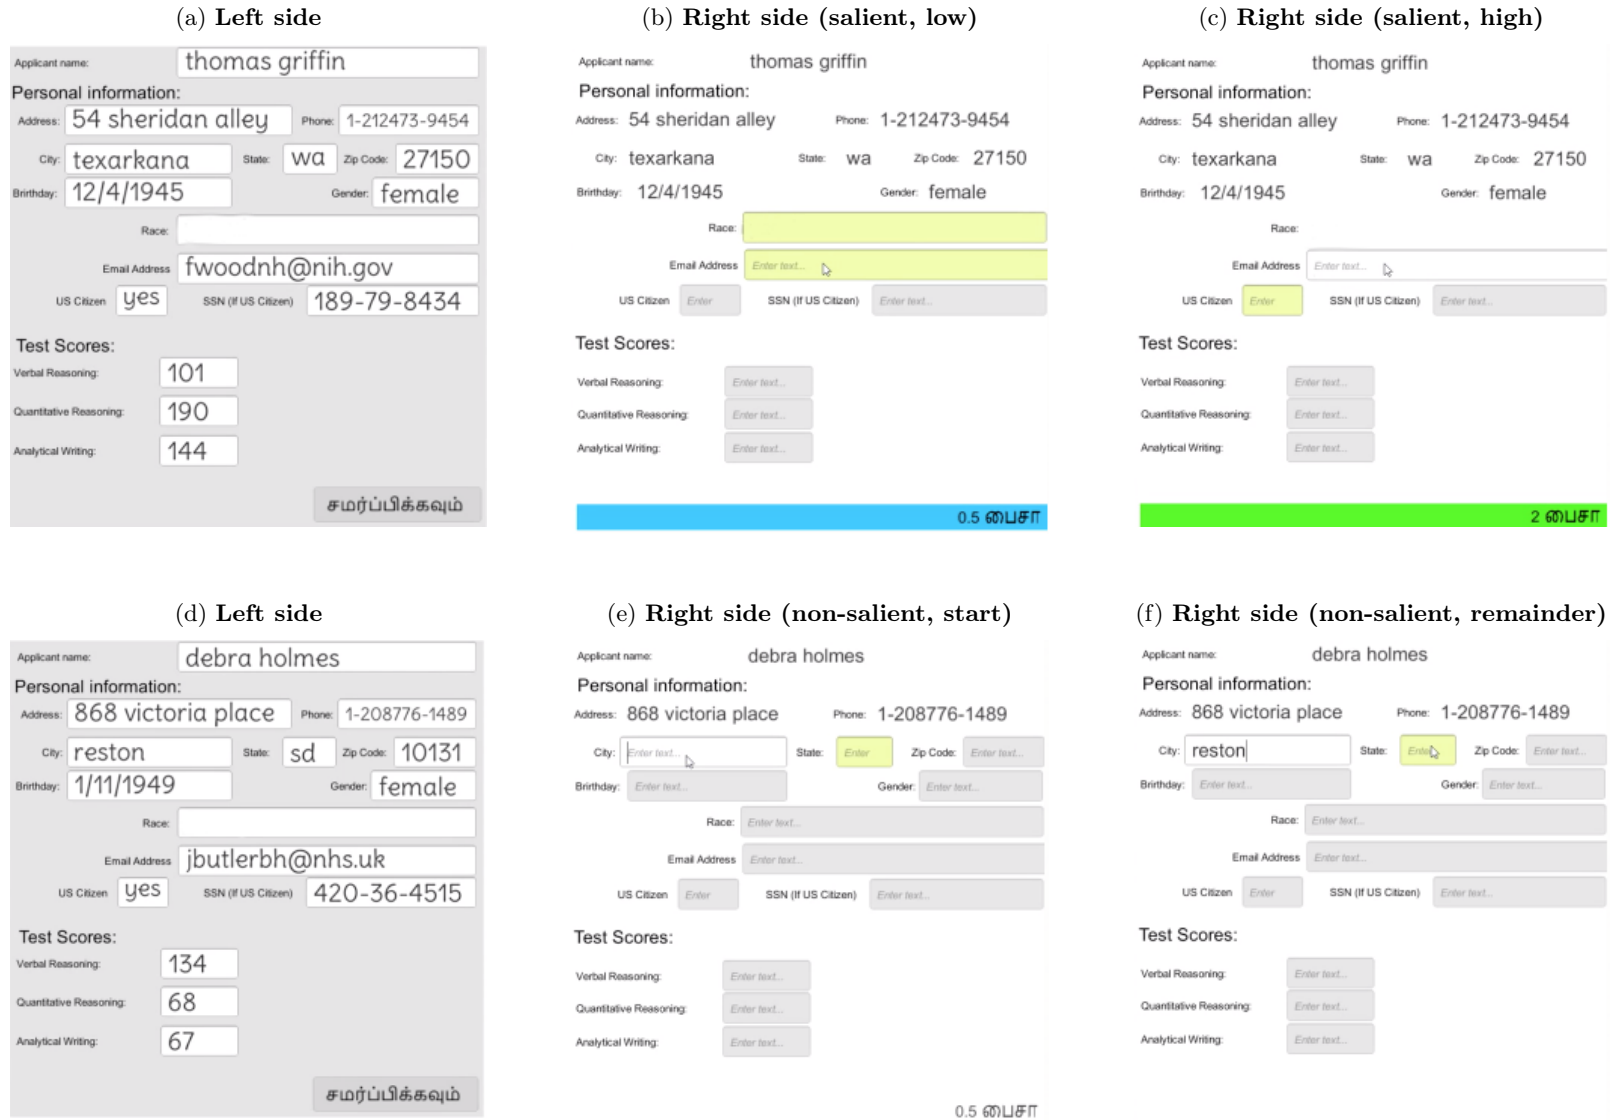 (a) Left side
Applicant name: thomas griffin
Personal information:
Address: 54 sheridan alley Phone: 1-212473-9454
City: texarkana State: wa Zip Code: 27150
Brirthday: 12/4/1945 Gender: female
Race:
Email Address fwoodnh@nih.gov
US Citizen yes SSN (If US Citizen) 189-79-8434
Test Scores:
Verbal Reasoning: 101
Quantitative Reasoning: 190
Analytical Writing: 144
சமர்ப்பிக்கவும்
(b) Right side (salient, low)
Applicant name: thomas griffin
Personal information:
Address: 54 sheridan alley Phone: 1-212473-9454
City: texarkana State: wa Zip Code: 27150
Brirthday: 12/4/1945 Gender: female
Race:
Email Address Enter text...
US Citizen Enter SSN (If US Citizen) Enter text...
Test Scores:
Verbal Reasoning: Enter text...
Quantitative Reasoning: Enter text...
Analytical Writing: Enter text...
0.5 பைசா
(c) Right side (salient, high)
Applicant name: thomas griffin
Personal information:
Address: 54 sheridan alley Phone: 1-212473-9454
City: texarkana State: wa Zip Code: 27150
Brirthday: 12/4/1945 Gender: female
Race:
Email Address Enter text...
US Citizen Enter SSN (If US Citizen) Enter text...
Test Scores:
Verbal Reasoning: Enter text...
Quantitative Reasoning: Enter text...
Analytical Writing: Enter text...
2 பைசா
(d) Left side
Applicant name: debra holmes
Personal information:
Address: 868 victoria place Phone: 1-208776-1489
City: reston State: sd Zip Code: 10131
Brirthday: 1/11/1949 Gender: female
Race:
Email Address jbutlerbh@nhs.uk
US Citizen yes SSN (If US Citizen) 420-36-4515
Test Scores:
Verbal Reasoning: 134
Quantitative Reasoning: 68
Analytical Writing: 67
சமர்ப்பிக்கவும்
(e) Right side (non-salient, start)
Applicant name: debra holmes
Personal information:
Address: 868 victoria place Phone: 1-208776-1489
City: Enter text... State: Enter Zip Code: Enter text...
Brirthday: Enter text... Gender: Enter text...
Race: Enter text...
Email Address Enter text...
US Citizen Enter SSN (If US Citizen) Enter text...
Test Scores:
Verbal Reasoning: Enter text...
Quantitative Reasoning: Enter text...
Analytical Writing: Enter text...
0.5 பைசா
(f) Right side (non-salient, remainder)
Applicant name: debra holmes
Personal information:
Address: 868 victoria place Phone: 1-208776-1489
City: reston State: Enter Zip Code: Enter text...
Brirthday: Enter text... Gender: Enter text...
Race: Enter text...
Email Address Enter text...
US Citizen Enter SSN (If US Citizen) Enter text...
Test Scores:
Verbal Reasoning: Enter text...
Quantitative Reasoning: Enter text...
Analytical Writing: Enter text...